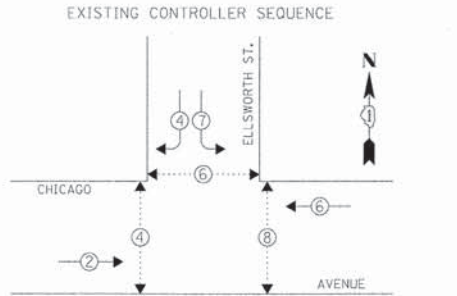 EXISTING CONTROLLER SEQUENCE
ELLSWORTH ST.
N
4 7
1
6
CHICAGO
6
4
8
2
AVENUE